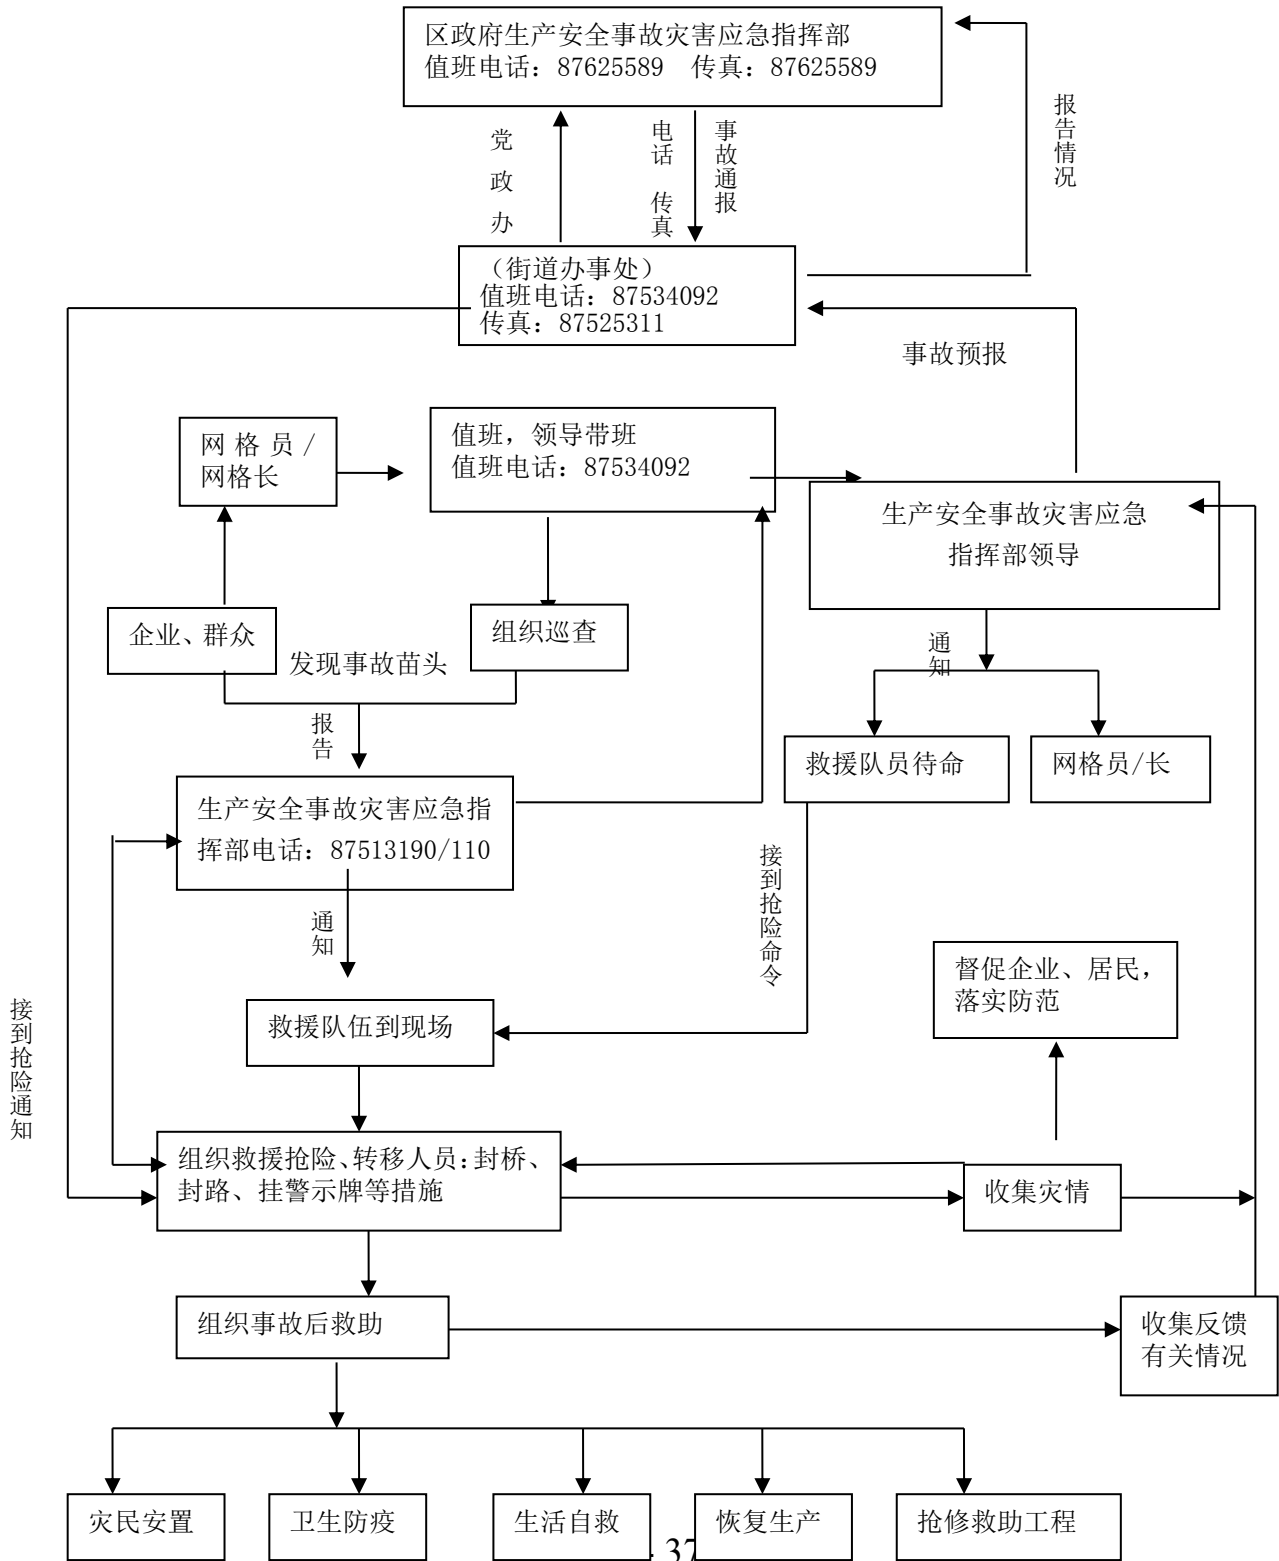 区政府生产安全事故灾害应急指挥部
值班电话：87625589 传真：87625589
党政办
电话 传真
事故通报
报告情况
（街道办事处）
值班电话：87534092
传真：87525311
事故预报
网格员/
网格长
值班，领导带班
值班电话：87534092
生产安全事故灾害应急
指挥部领导
企业、群众
发现事故苗头
组织巡查
通知
报告
救援队员待命
网格员/长
生产安全事故灾害应急指
挥部电话：87513190/110
接到抢险命令
通知
督促企业、居民，
落实防范
接到抢险通知
救援队伍到现场
组织救援抢险、转移人员：封桥、
封路、挂警示牌等措施
收集灾情
组织事故后救助
收集反馈
有关情况
灾民安置
卫生防疫
生活自救
恢复生产
抢修救助工程
37